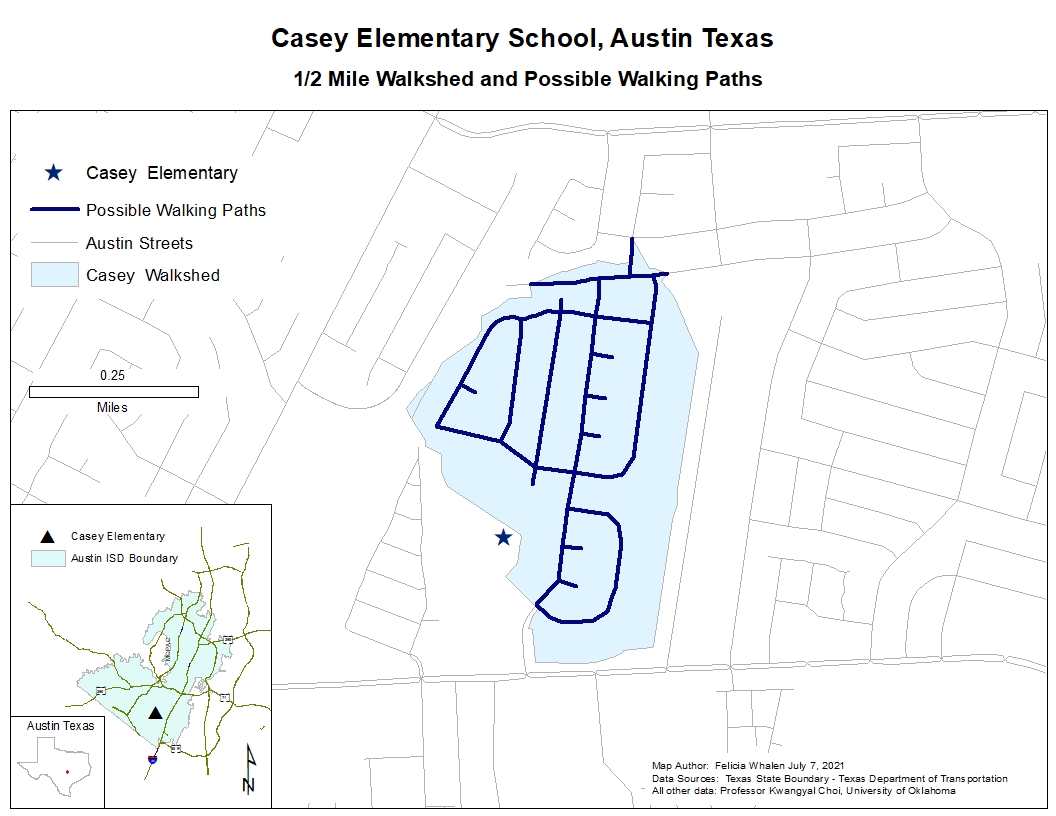 Casey Elementary School, Austin Texas
1/2 Mile Walkshed and Possible Walking Paths
Casey Elementary
Possible Walking Paths
Austin Streets
Casey Walkshed
0.25
Miles
Casey Elementary
Austin ISD Boundary
Austin Texas
N
Map Author: Felicia Whalen July 7, 2021
Data Sources: Texas State Boundary - Texas Department of Transportation
All other data: Professor Kwangyal Choi, University of Oklahoma